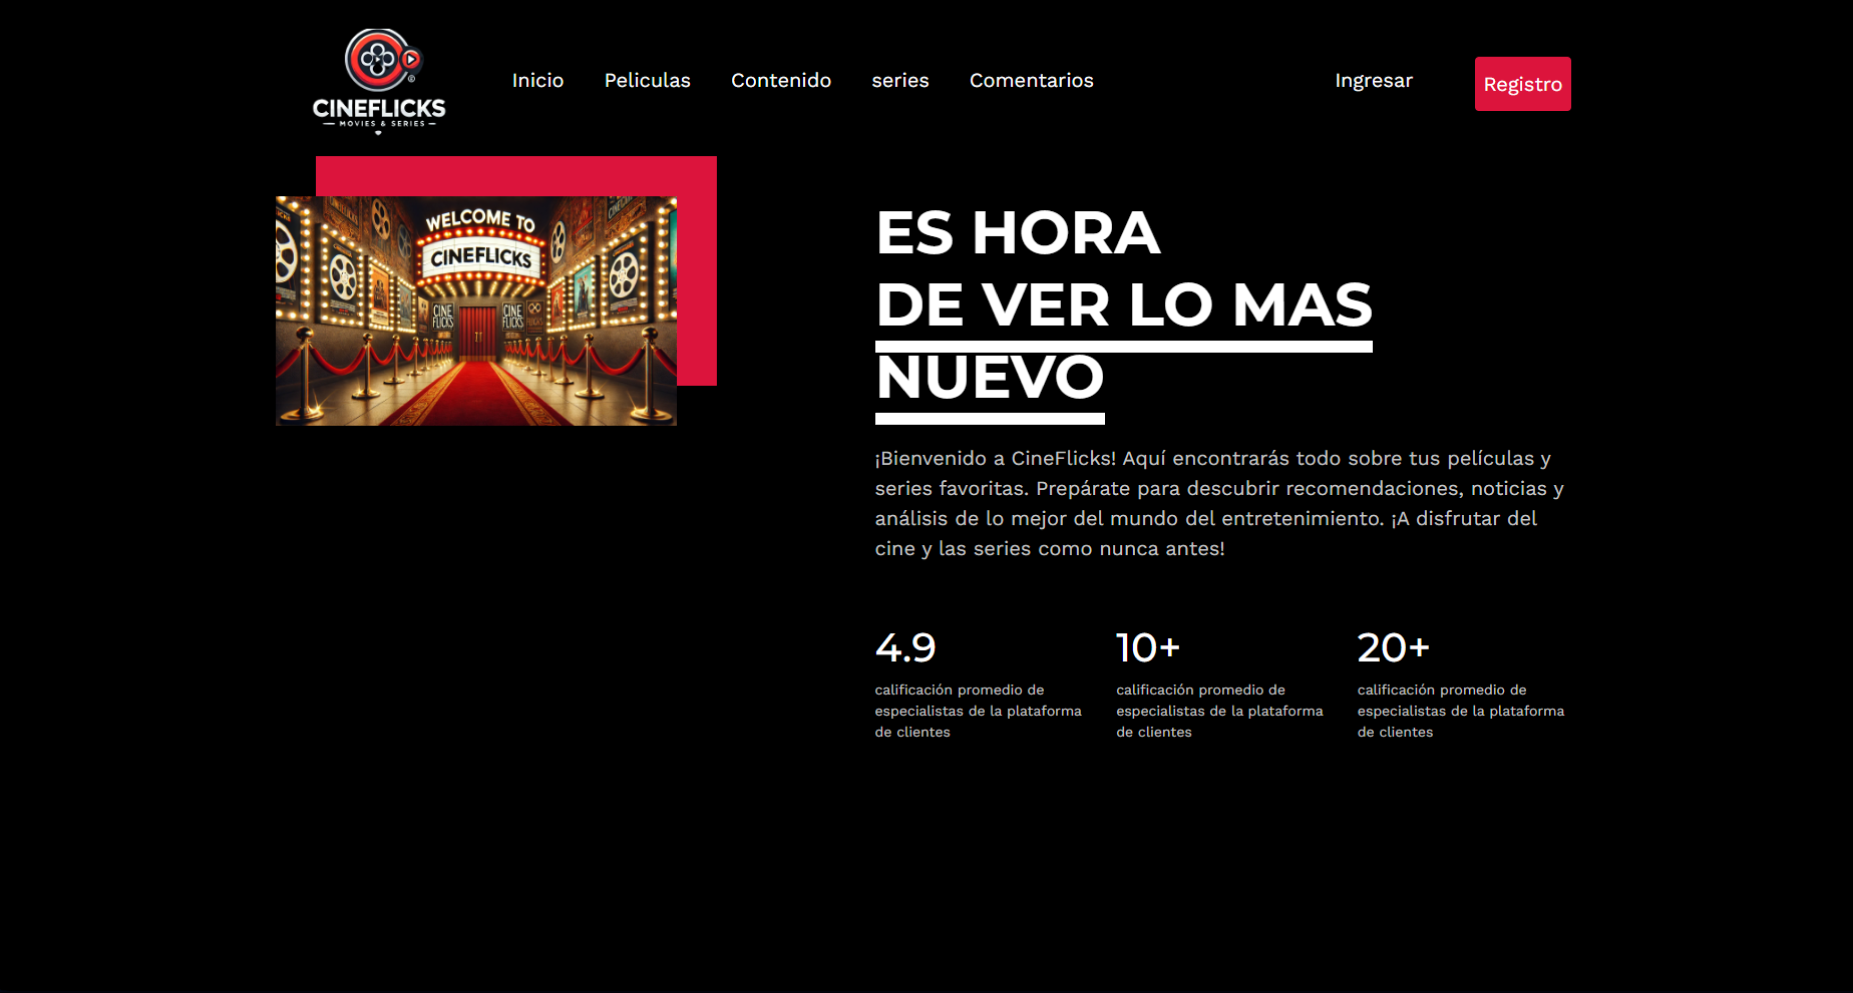 CINEFLICKS
MOVIES & SERIES
Inicio
Peliculas
Contenido
series
Comentarios
Ingresar
Registro
WELCOME TO
CINEFLICKS
CINE
FLICKS
CINE
FLICKS
ES HORA
DE VER LO MAS
NUEVO
¡Bienvenido a CineFlicks! Aquí encontrarás todo sobre tus películas y
series favoritas. Prepárate para descubrir recomendaciones, noticias y
análisis de lo mejor del mundo del entretenimiento. ¡A disfrutar del
cine y las series como nunca antes!
4.9
calificación promedio de
especialistas de la plataforma
de clientes
10+
calificación promedio de
especialistas de la plataforma
de clientes
20+
calificación promedio de
especialistas de la plataforma
de clientes